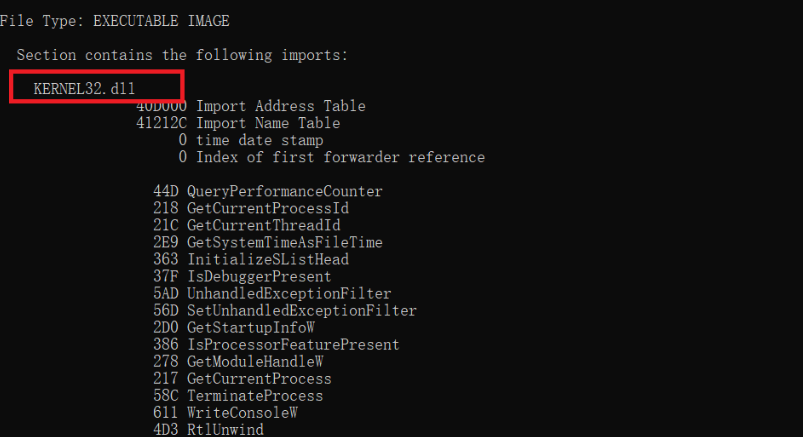 File Type: EXECUTABLE IMAGE
Section contains the following imports:
KERNEL32.dll
40D000 Import Address Table
41212C Import Name Table
0 time date stamp
0 Index of first forwarder reference
44D QueryPerformanceCounter
218 GetCurrentProcessId
21C GetCurrentThreadId
2E9 GetSystemTimeAsFileTime
363 InitializeSListHead
37F IsDebuggerPresent
5AD UnhandledExceptionFilter
56D SetUnhandledExceptionFilter
2D0 GetStartupInfoW
386 IsProcessorFeaturePresent
278 GetModuleHandleW
217 GetCurrentProcess
58C TerminateProcess
611 WriteConsoleW
4D3 RtlUnwind